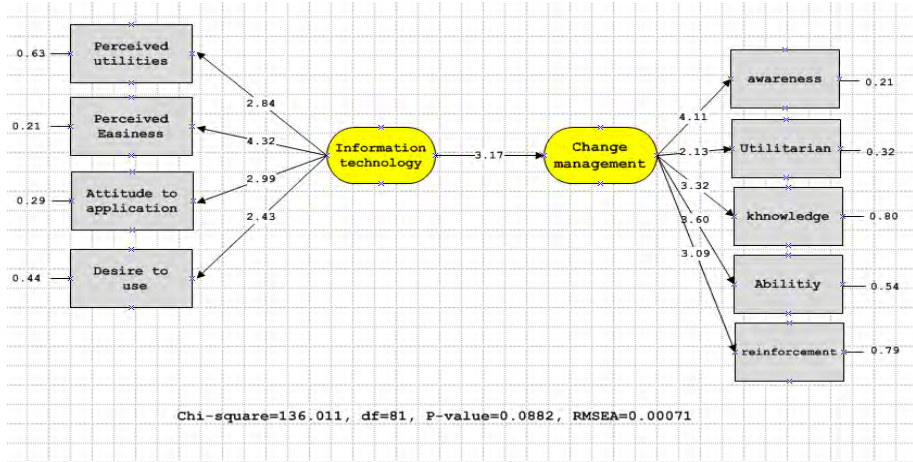 0.63
Perceived
utilities
0.21
Perceived
Easiness
0.29
Attitude to
application
0.44
Desire to
use
2.84
4.32
2.99
2.43
Information
technology
3.17
Change
management
4.11
2.13
3.32
3.60
3.09
awareness
0.21
Utilitarian
0.32
khnowledge
0.80
Abilitiy
0.54
reinforcement
0.79
Chi-square=136.011, df=81, P-value=0.0882, RMSEA=0.00071